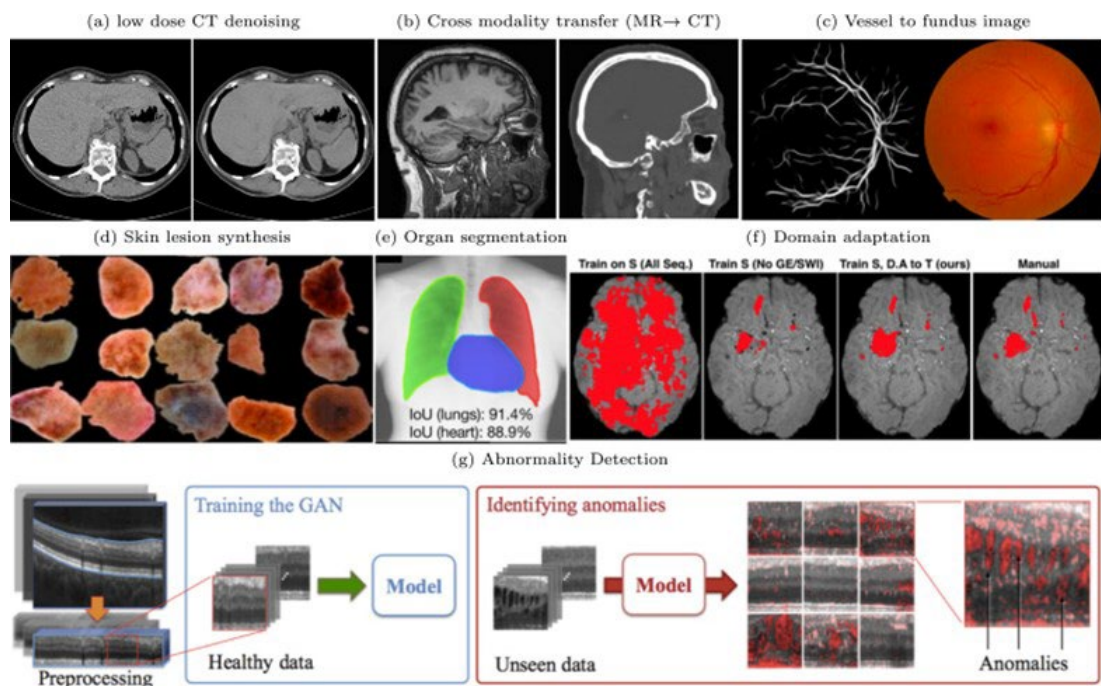 (a) low dose CT denoising
(b) Cross modality transfer (MR→ CT)
(c) Vessel to fundus image
(d) Skin lesion synthesis
(e) Organ segmentation
IoU (lungs): 91.4%
IoU (heart): 88.9%
(f) Domain adaptation
Train on S (All Seq.)
Train S (No GE/SWI)
Train S, D.A to T (ours)
Manual
(g) Abnormality Detection
Preprocessing
Training the GAN
Healthy data
Model
Identifying anomalies
Unseen data
Model
Anomalies